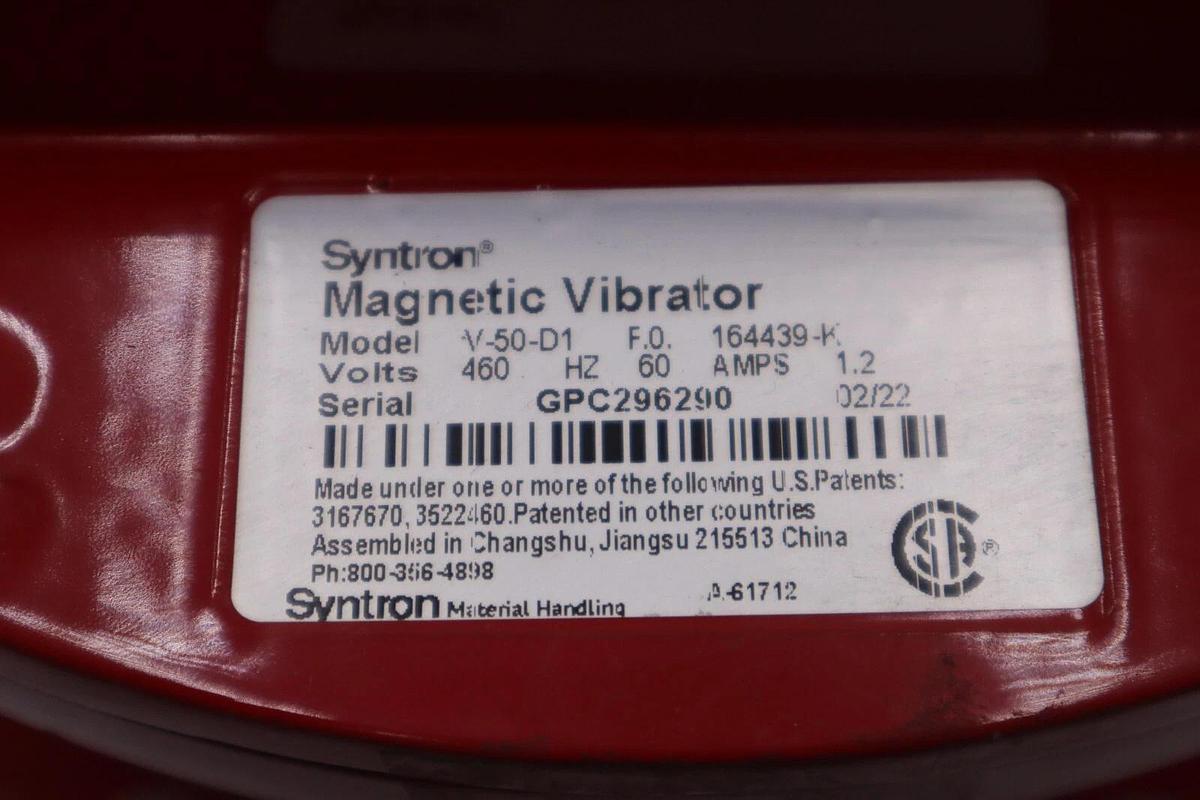 Syntron®
Magnetic Vibrator
Model V-50-D1 F.O. 164439-K
Volts 460 HZ 60 AMPS 1.2
Serial GPC296290 02/22
Made under one or more of the following U.S.Patents:
3167670, 3522460.Patented in other countries
Assembled in Changshu, Jiangsu 215513 China
Ph:800-356-4898
A-61712
Syntron Material Handling
CSA ®